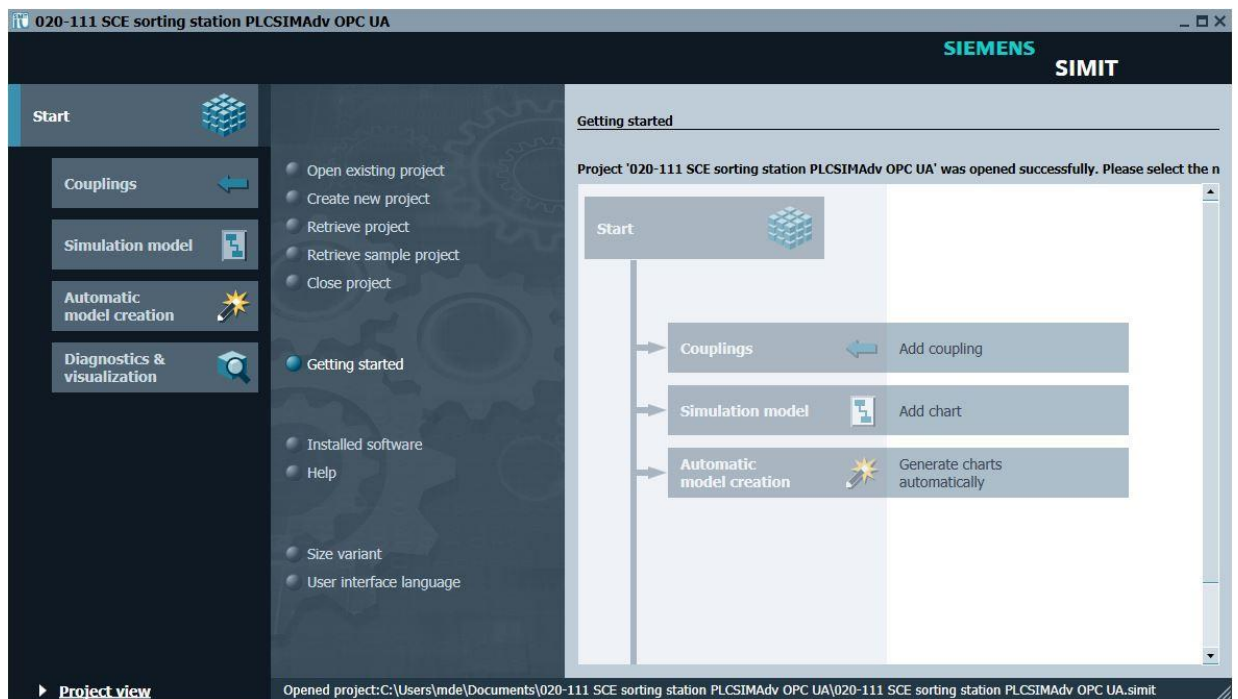 020-111 SCE sorting station PLCSIMAdv OPC UA
SIEMENS
SIMIT
Start
Couplings
Simulation model
Automatic
model creation
Diagnostics &
visualization
Project view
Open existing project
Create new project
Retrieve project
Retrieve sample project
Close project
Getting started
Installed software
Help
Size variant
User interface language
Getting started
Project '020-111 SCE sorting station PLCSIMAdv OPC UA' was opened successfully. Please select the n
Start
Couplings
Add coupling
Simulation model
Add chart
Automatic
model creation
Generate charts
automatically
Opened project:C:\Users\mde\Documents\020-111 SCE sorting station PLCSIMAdv OPC UA\020-111 SCE sorting station PLCSIMAdv OPC UA.simit